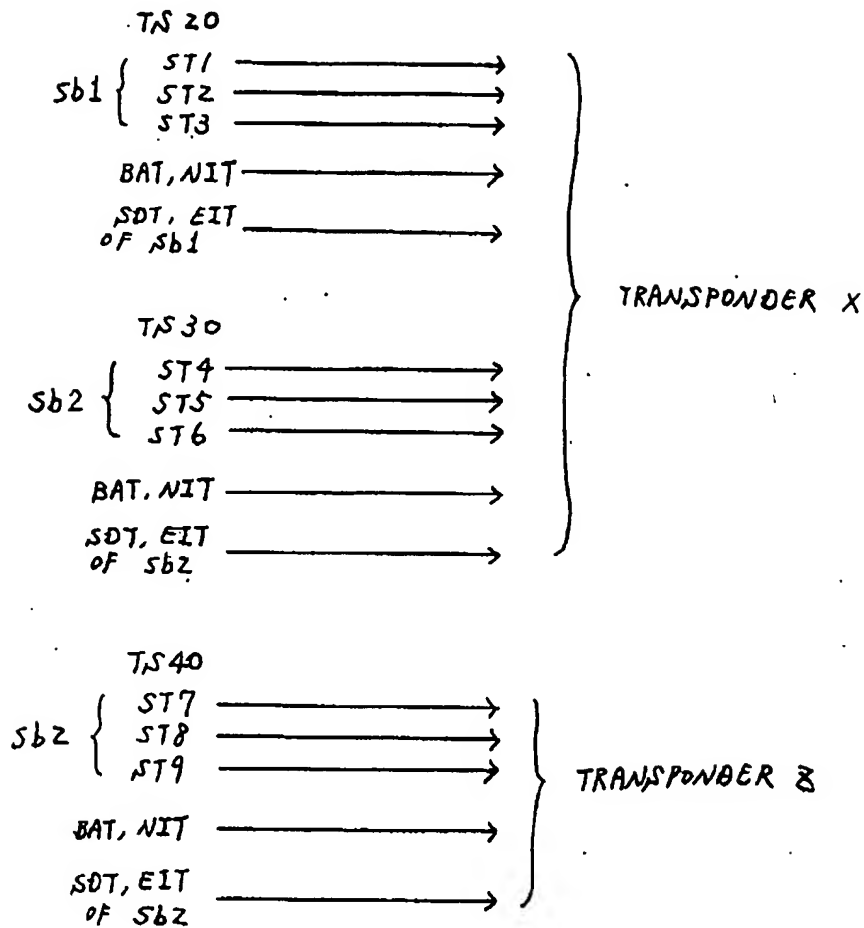 TS 20
ST1
sb1
ST2
ST3
BAT, NIT
SDT, EIT
OF sb1
TRANSPONDER X
TS 30
ST4
sb2
ST5
ST6
BAT, NIT
SDT, EIT
OF sb2
TS 40
ST7
sb2
ST8
ST9
TRANSPONDER Z
BAT, NIT
SDT, EIT
OF sb2